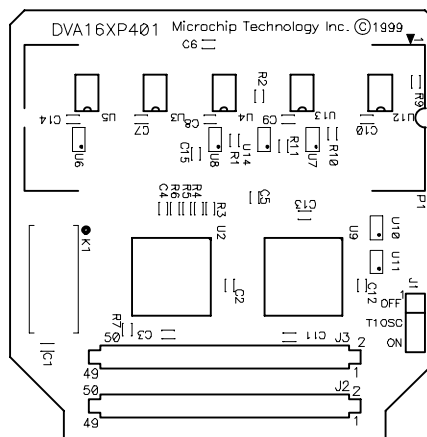 DVA16XP401 Microchip Technology Inc. ©1999
C9
1
R2
R9
C14 U5 C7 U3 C8 U4 C9 U13 C10 U12
U6 C15 U8 R1 U14 R11 U7 R10
P1
C4 R6 R5 R4 R3 C5 C13
K1 U2 U9 U10
U11
C2 C12 J1
OFF 1
T1OSC
ON
R7 C3 C11
C1
50 J3 2
49 1
50 J2 2
49 1